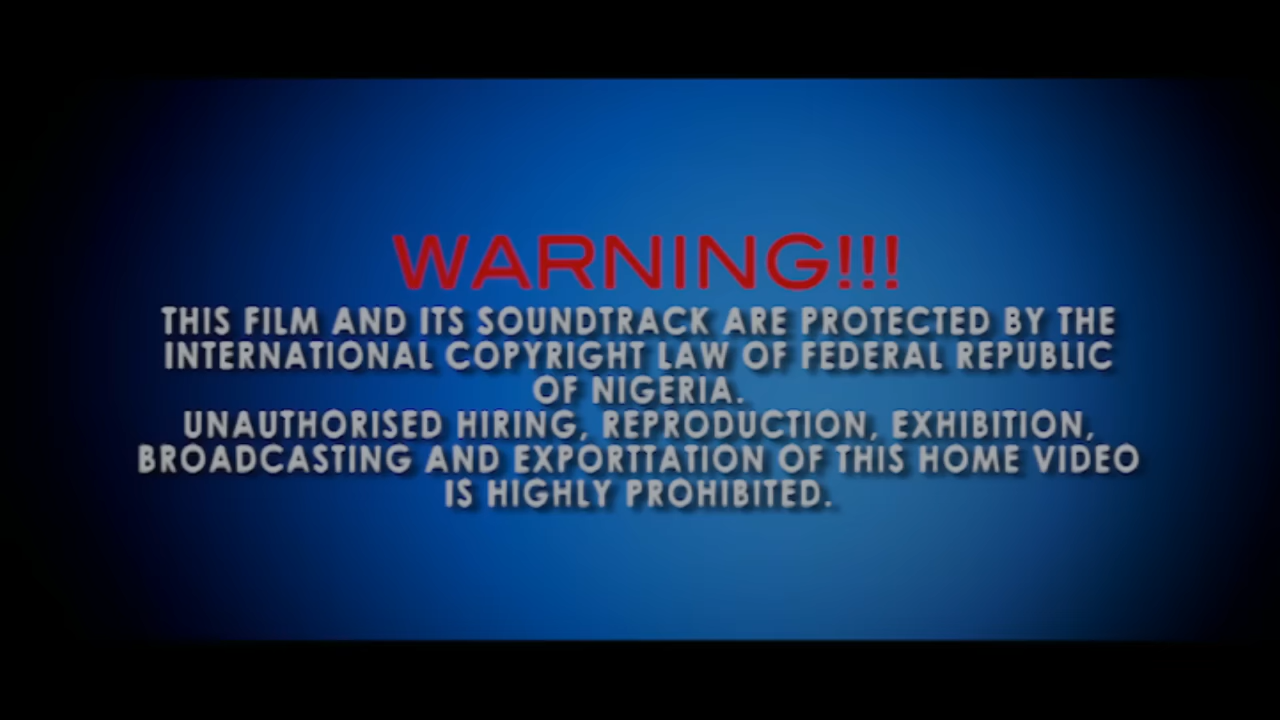 WARNING!!!
THIS FILM AND ITS SOUNDTRACK ARE PROTECTED BY THE
INTERNATIONAL COPYRIGHT LAW OF FEDERAL REPUBLIC
OF NIGERIA.
UNAUTHORISED HIRING, REPRODUCTION, EXHIBITION,
BROADCASTING AND EXPORTTATION OF THIS HOME VIDEO
IS HIGHLY PROHIBITED.